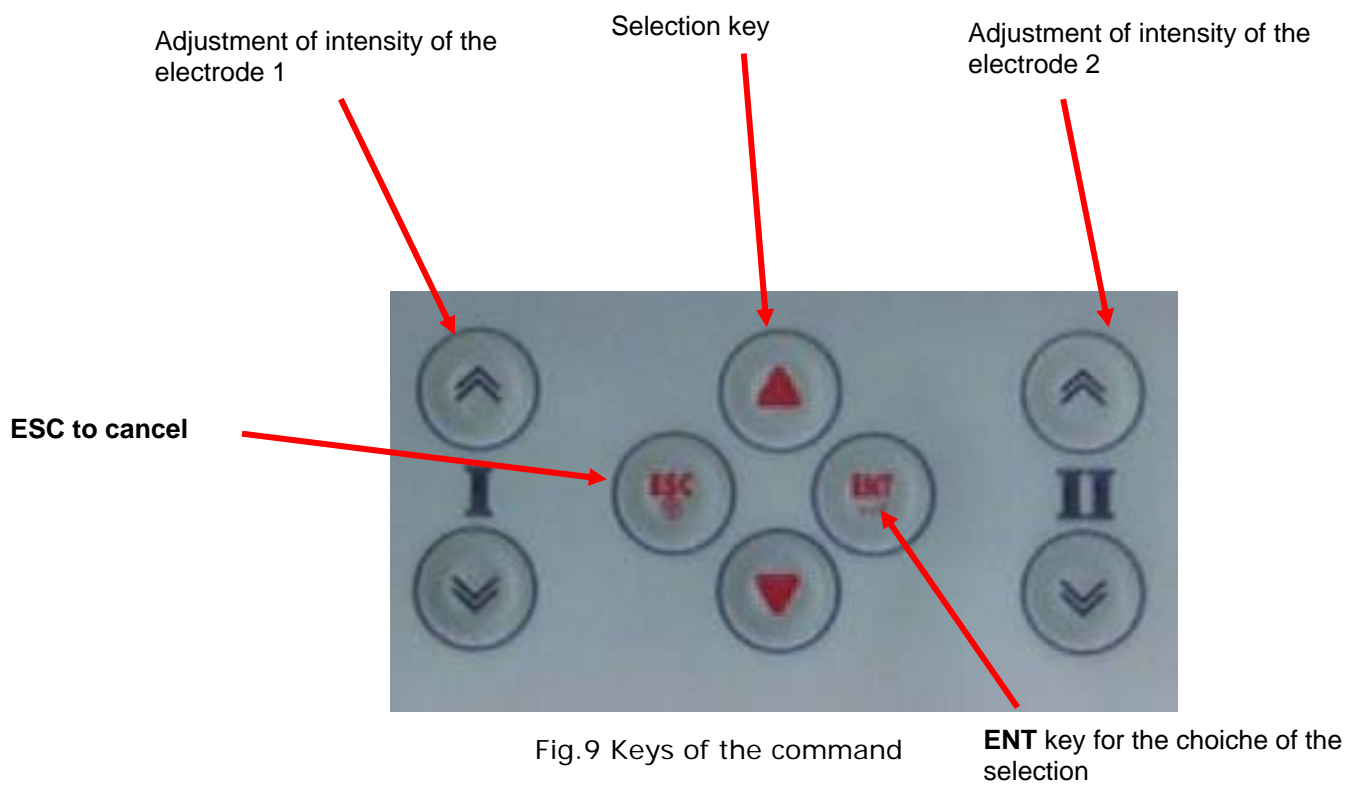 Adjustment of intensity of the
electrode 1
Selection key
Adjustment of intensity of the
electrode 2
ESC to cancel
ESC
ENT
I
II
Fig.9 Keys of the command
ENT key for the choiche of the
selection